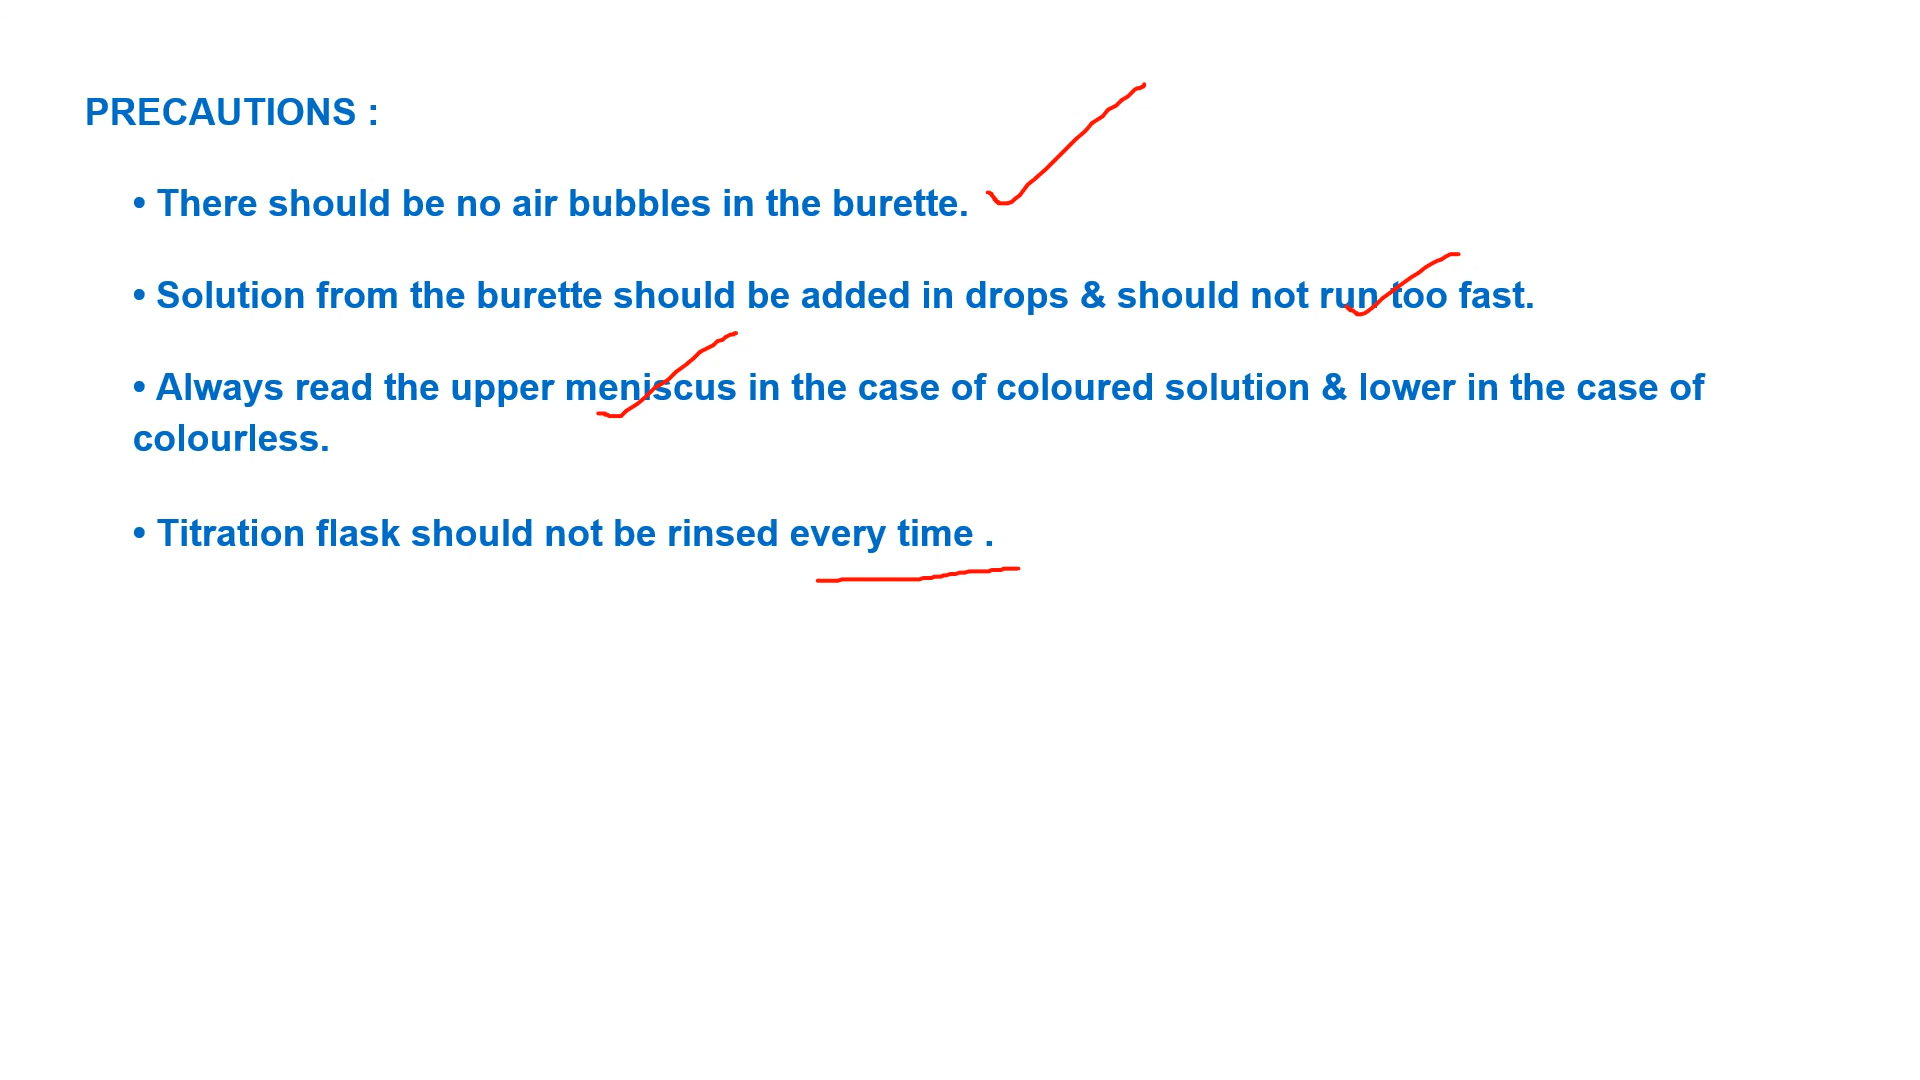 PRECAUTIONS :
• There should be no air bubbles in the burette.
• Solution from the burette should be added in drops & should not run too fast.
• Always read the upper meniscus in the case of coloured solution & lower in the case of
colourless.
• Titration flask should not be rinsed every time .